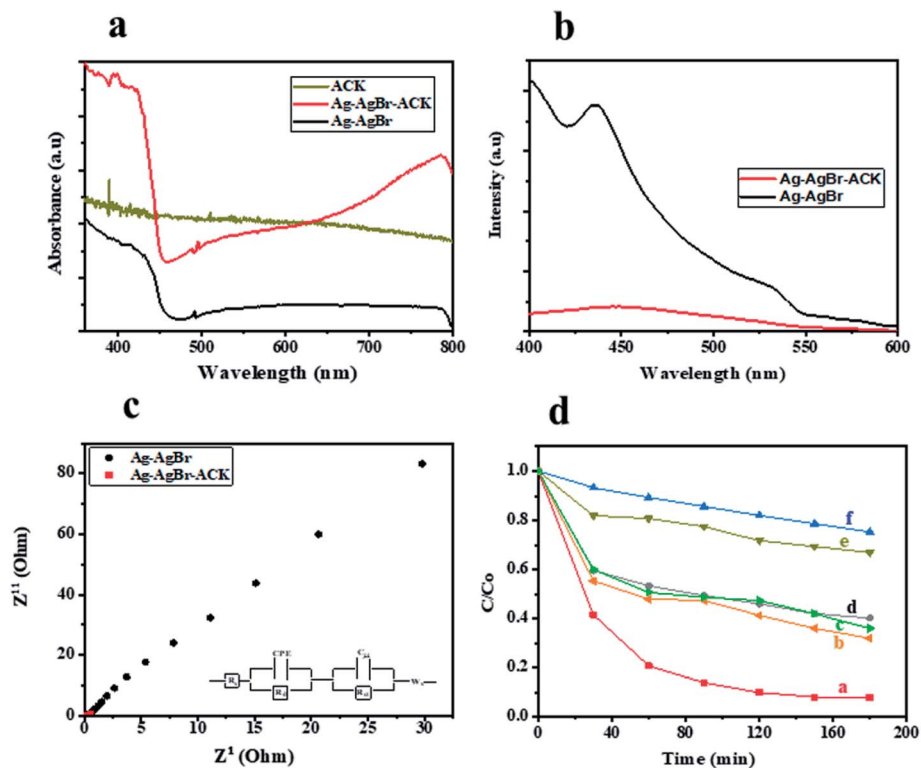 a
ACK
Ag-AgBr-ACK
Ag-AgBr
Absorbance (a.u)
400 500 600 700 800
Wavelength (nm)
b
Ag-AgBr-ACK
Ag-AgBr
Intensity (a.u)
400 450 500 550 600
Wavelength (nm)
c
Ag-AgBr
Ag-AgBr-ACK
Z¹¹ (Ohm)
80
60
40
20
0
CPE
0 5 10 15 20 25 30
Z¹ (Ohm)
d
C/Co
1.0
0.8
0.6
0.4
0.2
0.0
f
e
d
c
b
a
0 40 80 120 160 200
Time (min)